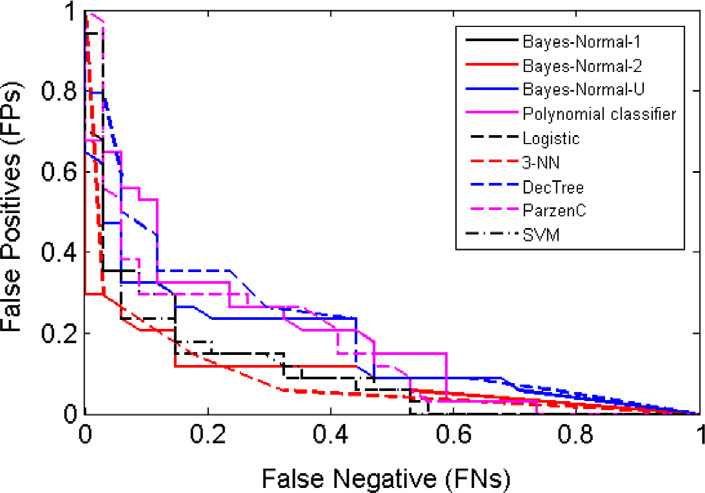 1
0.8
0.6
0.4
0.2
0
0
0.2
0.4
0.6
0.8
1
False Positives (FPs)
False Negative (FNs)
Bayes-Normal-1
Bayes-Normal-2
Bayes-Normal-U
Polynomial classifier
Logistic
3-NN
DecTree
ParzenC
SVM